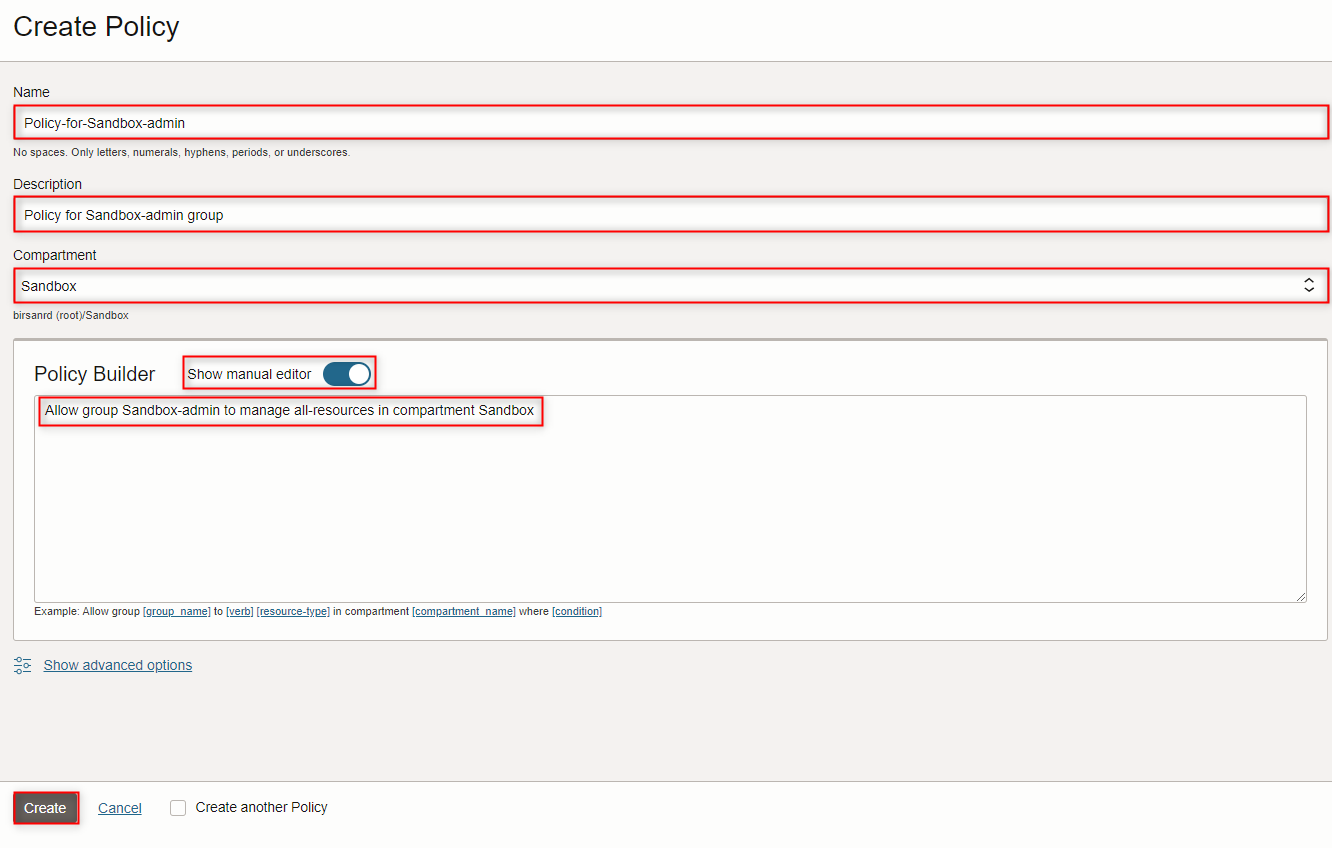 Create Policy
Name
Policy-for-Sandbox-admin
No spaces. Only letters, numerals, hyphens, periods, or underscores.
Description
Policy for Sandbox-admin group
Compartment
Sandbox
birsanrd (root)/Sandbox
Policy Builder Show manual editor
Allow group Sandbox-admin to manage all-resources in compartment Sandbox
Example: Allow group [group_name] to [verb] [resource-type] in compartment [compartment_name] where [condition]
Show advanced options
Create Cancel Create another Policy